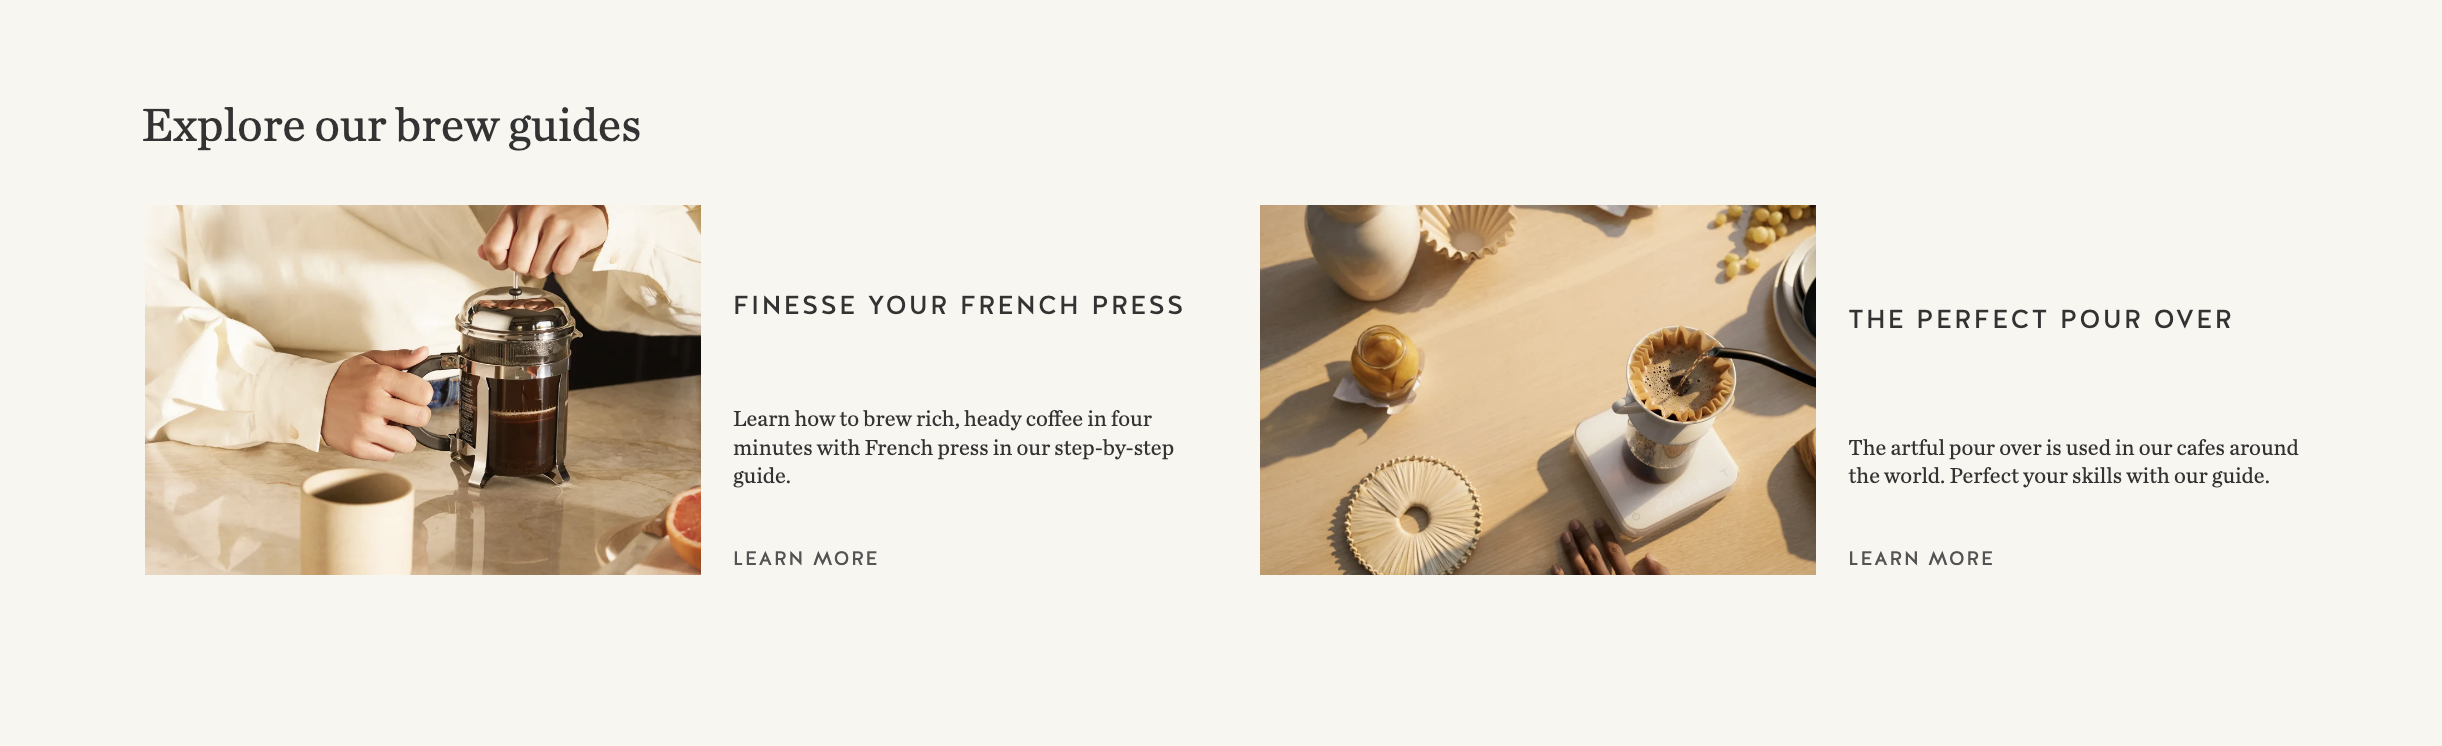 Explore our brew guides
FINESSE YOUR FRENCH PRESS
Learn how to brew rich, heady coffee in four
minutes with French press in our step-by-step
guide.
LEARN MORE
THE PERFECT POUR OVER
The artful pour over is used in our cafes around
the world. Perfect your skills with our guide.
LEARN MORE